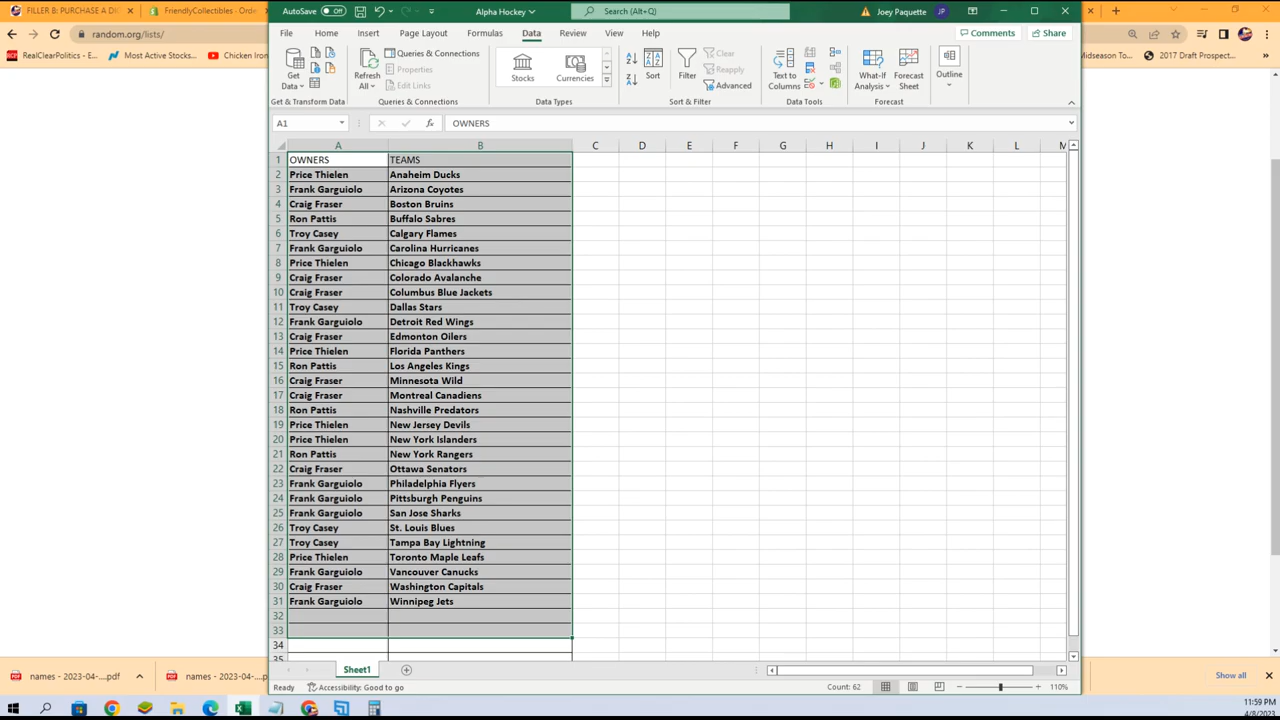 FILLER 8: PURCHASE A DI
FriendlyCollectibles - Ord
random.org/lists/
RealClearPolitics - E...
Most Active Stocks...
Chicken Iron
Midseason Tom...
2017 Draft Prospect...
AutoSave Off
Alpha Hockey
Search (Alt+Q)
Joey Paquette JP
File Home Insert Page Layout Formulas Data Review View Help
Comments Share
Get Data
Queries & Connections
Properties
Edit Links
Refresh All
Stocks Currencies
Sort
Filter
Clear
Reapply
Advanced
Text to Columns
What-If Analysis
Forecast Sheet
Outline
Get & Transform Data Queries & Connections Data Types Sort & Filter Data Tools Forecast
A1 fx OWNERS
A B C D E F G H I J K L M
1 OWNERS TEAMS
2 Price Thielen Anaheim Ducks
3 Frank Garguiolo Arizona Coyotes
4 Craig Fraser Boston Bruins
5 Ron Pattis Buffalo Sabres
6 Troy Casey Calgary Flames
7 Frank Garguiolo Carolina Hurricanes
8 Price Thielen Chicago Blackhawks
9 Craig Fraser Colorado Avalanche
10 Craig Fraser Columbus Blue Jackets
11 Troy Casey Dallas Stars
12 Frank Garguiolo Detroit Red Wings
13 Craig Fraser Edmonton Oilers
14 Price Thielen Florida Panthers
15 Ron Pattis Los Angeles Kings
16 Craig Fraser Minnesota Wild
17 Craig Fraser Montreal Canadiens
18 Ron Pattis Nashville Predators
19 Price Thielen New Jersey Devils
20 Price Thielen New York Islanders
21 Ron Pattis New York Rangers
22 Craig Fraser Ottawa Senators
23 Frank Garguiolo Philadelphia Flyers
24 Frank Garguiolo Pittsburgh Penguins
25 Frank Garguiolo San Jose Sharks
26 Troy Casey St. Louis Blues
27 Troy Casey Tampa Bay Lightning
28 Price Thielen Toronto Maple Leafs
29 Frank Garguiolo Vancouver Canucks
30 Craig Fraser Washington Capitals
31 Frank Garguiolo Winnipeg Jets
32
33
34
35
Sheet1
names - 2023-04-....pdf
names - 2023-04-
Show all
Ready Accessibility: Good to go Count: 62 110%
11:59 PM
4/8/2023